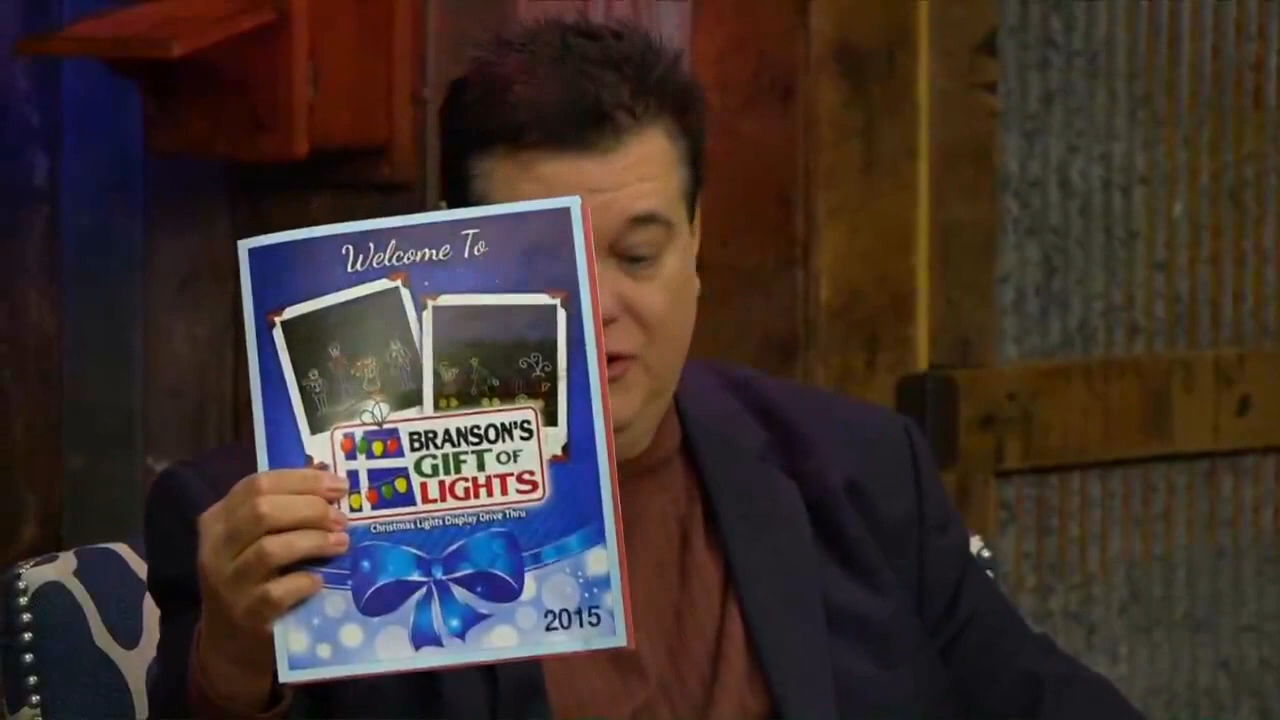 Welcome To
BRANSON'S
GIFT OF
LIGHTS
Christmas Lights Display Drive Thru
2015